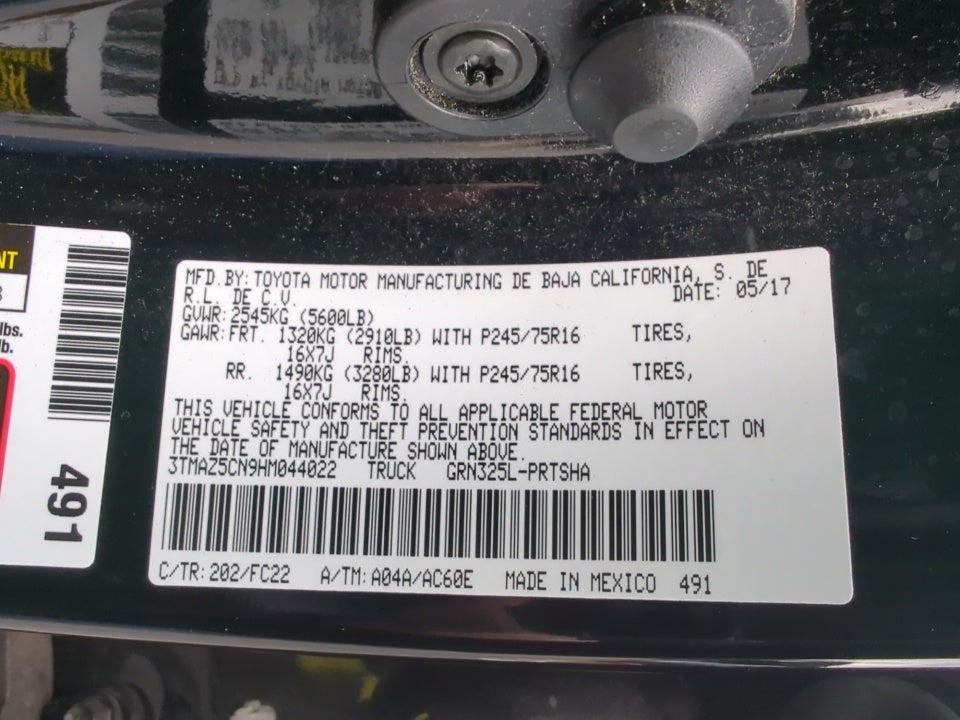 NT
lbs.
lb.
491
MFD.BY: TOYOTA MOTOR MANUFACTURING DE BAJA CALIFORNIA, S. DE
R.L. DE C.V. DATE: 05/17
GVWR: 2545KG (5600LB)
GAWR: FRT. 1320KG (2910LB) WITH P245/75R16 TIRES,
16X7J RIMS.
RR. 1490KG (3280LB) WITH P245/75R16 TIRES,
16X7J RIMS.
THIS VEHICLE CONFORMS TO ALL APPLICABLE FEDERAL MOTOR
VEHICLE SAFETY AND THEFT PREVENTION STANDARDS IN EFFECT ON
THE DATE OF MANUFACTURE SHOWN ABOVE.
3TMAZ5CN9HM044022 TRUCK GRN325L-PRTSHA
C/TR: 202/FC22 A/TM: A04A/AC60E MADE IN MEXICO 491